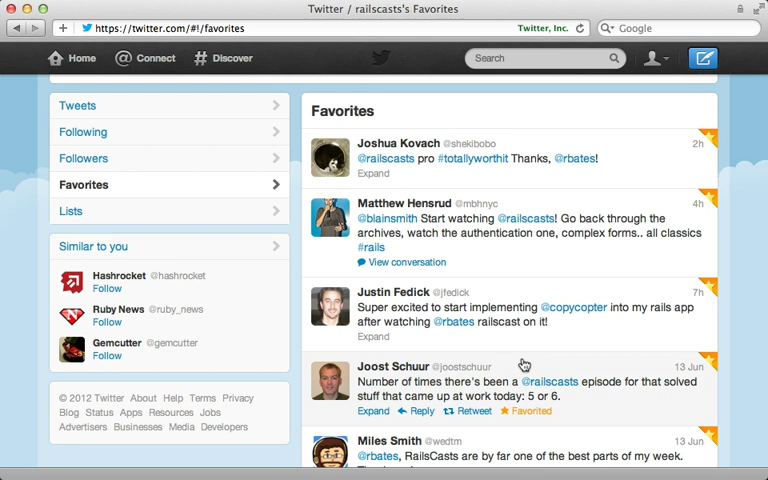 Twitter / railscasts's Favorites
https://twitter.com/#!/favorites
Twitter, Inc.
Google
Home
Connect
Discover
Search
Tweets
Following
Followers
Favorites
Lists
Similar to you
Hashrocket @hashrocket
Follow
Ruby News @ruby_news
Follow
Gemcutter @gemcutter
Follow
© 2012 Twitter About Help Terms Privacy
Blog Status Apps Resources Jobs
Advertisers Businesses Media Developers
Favorites
Joshua Kovach @shekibobo 2h
@railscasts pro #totallyworthit Thanks, @rbates!
Expand
Matthew Hensrud @mbhnyc 4h
@blainsmith Start watching @railscasts! Go back through the
archives, watch the authentication one, complex forms.. all classics
#rails
View conversation
Justin Fedick @jfedick 7h
Super excited to start implementing @copycopter into my rails app
after watching @rbates railscast on it!
Expand
Joost Schuur @joostschuur 13 Jun
Number of times there's been a @railscasts episode for that solved
stuff that came up at work today: 5 or 6.
Expand Reply Retweet Favorited
Miles Smith @wedtm 13 Jun
@rbates, RailsCasts are by far one of the best parts of my week.